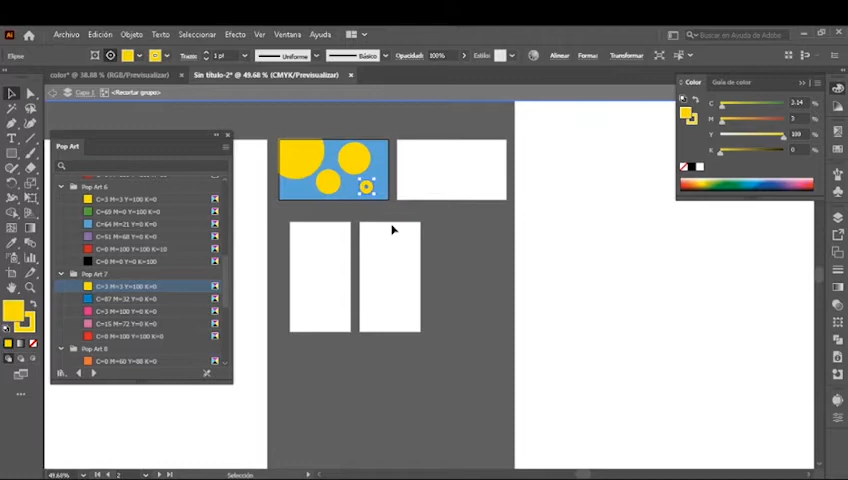 Ai Archivo Edición Objeto Texto Seleccionar Efecto Ver Ventana Ayuda Buscar en Ayuda de Adobe
Elipse Trazo: 1 pt Uniforme Básico Opacidad: 100% Estilo: Alinear Forma: Transformar
color* @ 38.88 % (RGB/Previsualizar) × Sin título-2* @ 49.68 % (CMYK/Previsualizar) ×
Capa 1 <Recortar grupo>
Color Guía de color
C 3.14 %
M 3 %
Y 100 %
K 0 %
Pop Art
Pop Art 6
C=3 M=3 Y=100 K=0
C=69 M=0 Y=100 K=0
C=64 M=21 Y=0 K=0
C=51 M=68 Y=0 K=0
C=0 M=100 Y=100 K=10
C=0 M=0 Y=0 K=100
Pop Art 7
C=3 M=3 Y=100 K=0
C=87 M=32 Y=0 K=0
C=3 M=100 Y=0 K=0
C=15 M=72 Y=0 K=0
C=0 M=100 Y=100 K=0
Pop Art 8
C=0 M=60 Y=88 K=0
49.68% 2 Selección